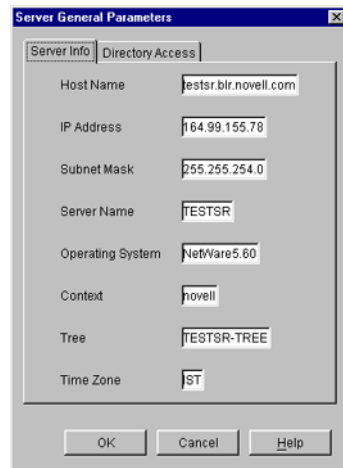 Server General Parameters
Server Info Directory Access
Host Name testsr.blr.novell.com
IP Address 164.99.155.78
Subnet Mask 255.255.254.0
Server Name TESTSR
Operating System NetWare5.60
Context novell
Tree TESTSR-TREE
Time Zone IST
OK Cancel Help